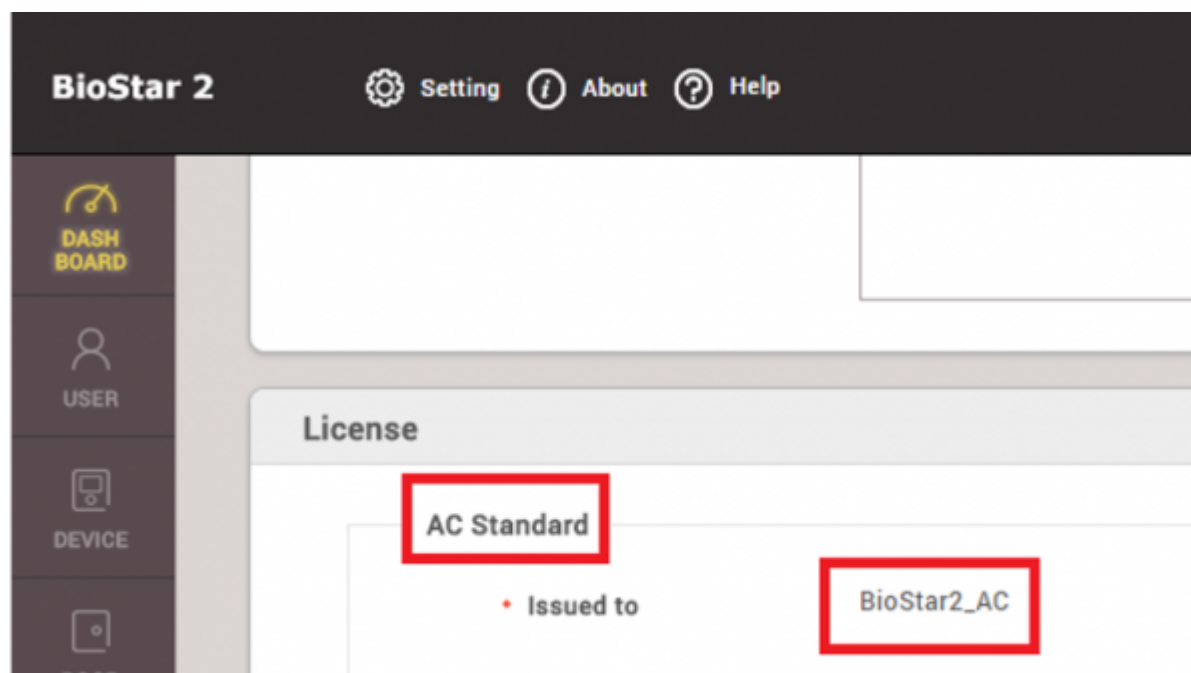 BioStar 2
Setting
About
Help
DASH
BOARD
USER
License
DEVICE
AC Standard
Issued to
BioStar2_AC